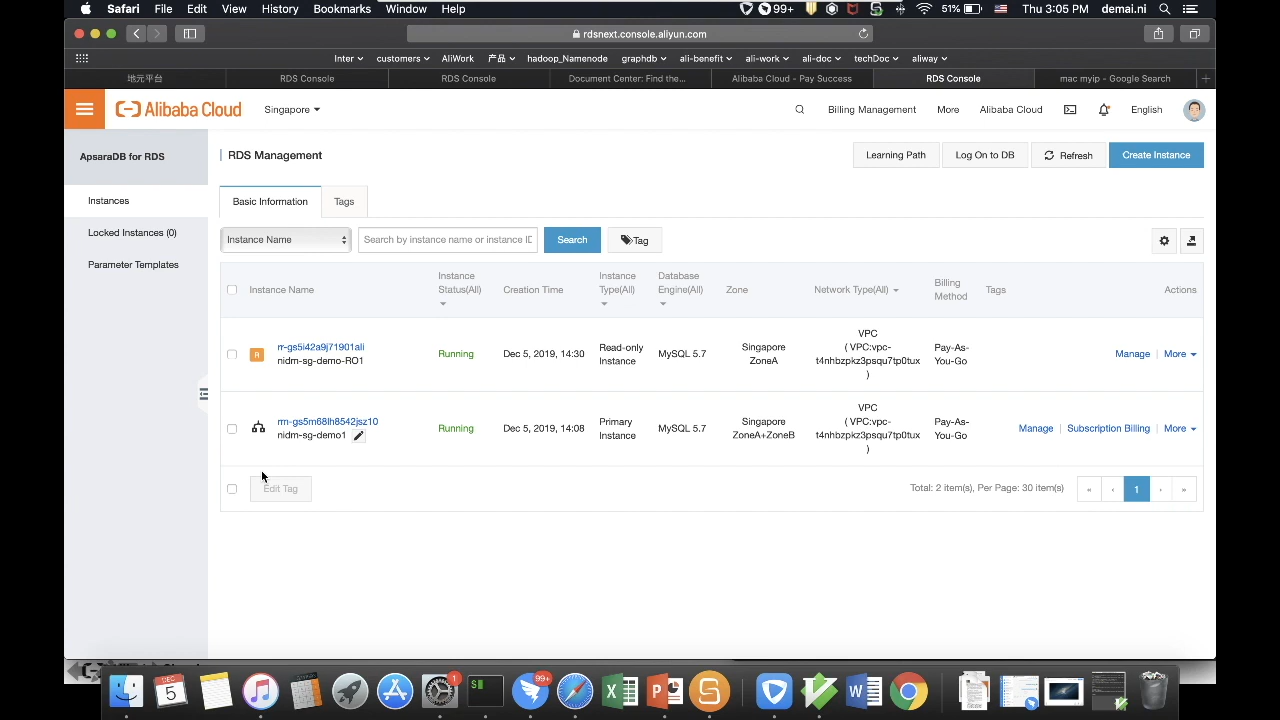 Safari File Edit View History Bookmarks Window Help 99+ 51% Thu 3:05 PM demai.ni
rdsnext.console.aliyun.com
Inter customers AliWork 产品 hadoop_Namenode graphdb ali-benefit ali-work ali-doc techDoc aliway
地元平台 RDS Console RDS Console Document Center: Find the... Alibaba Cloud - Pay Success RDS Console mac myip - Google Search
Alibaba Cloud Singapore Billing Management More Alibaba Cloud English
ApsaraDB for RDS
Instances
Locked Instances (0)
Parameter Templates
RDS Management Learning Path Log On to DB Refresh Create Instance
Basic Information Tags
Instance Name Search by instance name or instance ID Search Tag
Instance Name Instance Status(All) Creation Time Instance Type(All) Database Engine(All) Zone Network Type(All) Billing Method Tags Actions
R rr-gs5i42a9j71901ali
nidm-sg-demo-RO1
Running Dec 5, 2019, 14:30 Read-only Instance MySQL 5.7 Singapore ZoneA
VPC
( VPC:vpc-
t4nhbzpkz3psqu7tp0tux
)
Pay-As-You-Go Manage More
rm-gs5m68lh8542jsz10
nidm-sg-demo1
Running Dec 5, 2019, 14:08 Primary Instance MySQL 5.7 Singapore ZoneA+ZoneB
VPC
( VPC:vpc-
t4nhbzpkz3psqu7tp0tux
)
Pay-As-You-Go Manage Subscription Billing More
Edit Tag Total: 2 item(s), Per Page: 30 item(s) « ‹ 1 › »
DEC
5
1
99+